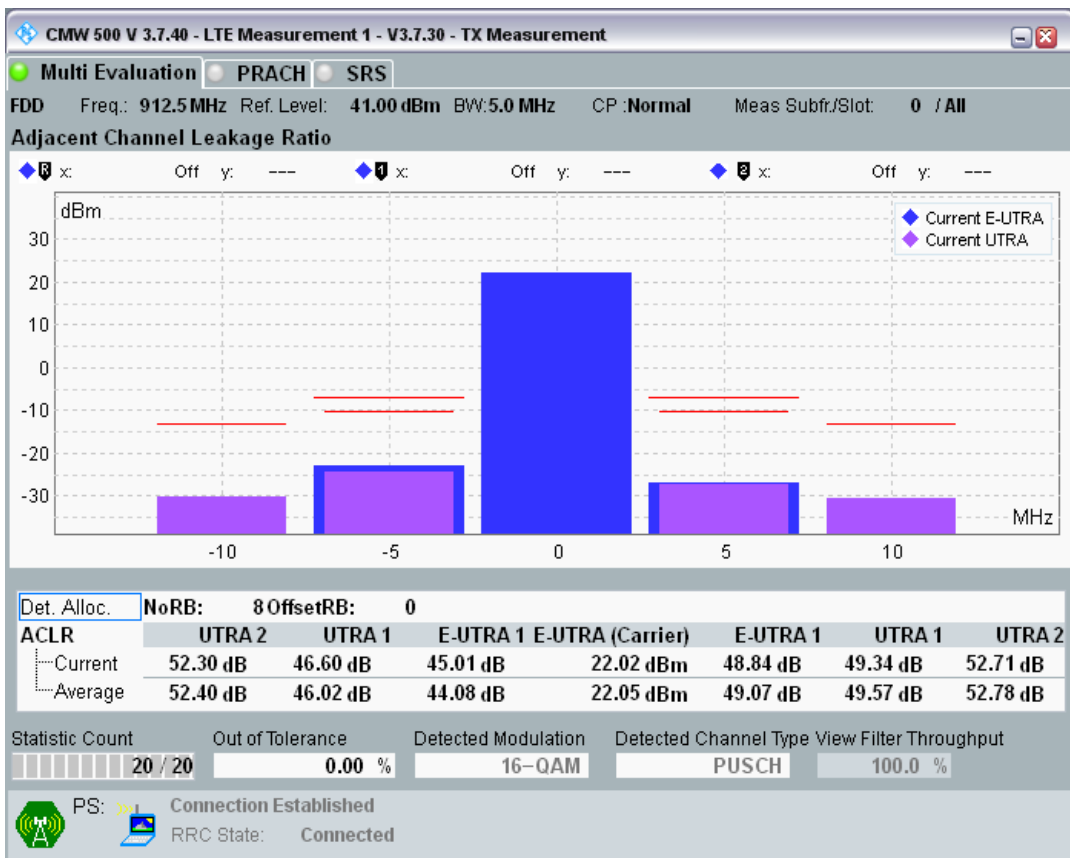 CMW 500 V 3.7.40 - LTE Measurement 1 - V3.7.30 - TX Measurement
Multi Evaluation PRACH SRS
FDD Freq.: 912.5 MHz Ref. Level: 41.00 dBm BW: 5.0 MHz CP : Normal Meas Subfr./Slot: 0 / All
Adjacent Channel Leakage Ratio
R x: Off y: --- 1 x: Off y: --- 2 x: Off y: ---
dBm
Current E-UTRA
Current UTRA
30
20
10
0
-10
-20
-30
MHz
-10 -5 0 5 10
Det. Alloc. NoRB: 8 OffsetRB: 0
ACLR UTRA 2 UTRA 1 E-UTRA 1 E-UTRA (Carrier) E-UTRA 1 UTRA 1 UTRA 2
Current 52.30 dB 46.60 dB 45.01 dB 22.02 dBm 48.84 dB 49.34 dB 52.71 dB
Average 52.40 dB 46.02 dB 44.08 dB 22.05 dBm 49.07 dB 49.57 dB 52.78 dB
Statistic Count Out of Tolerance Detected Modulation Detected Channel Type View Filter Throughput
20 / 20 0.00 % 16-QAM PUSCH 100.0 %
PS: Connection Established
RRC State: Connected